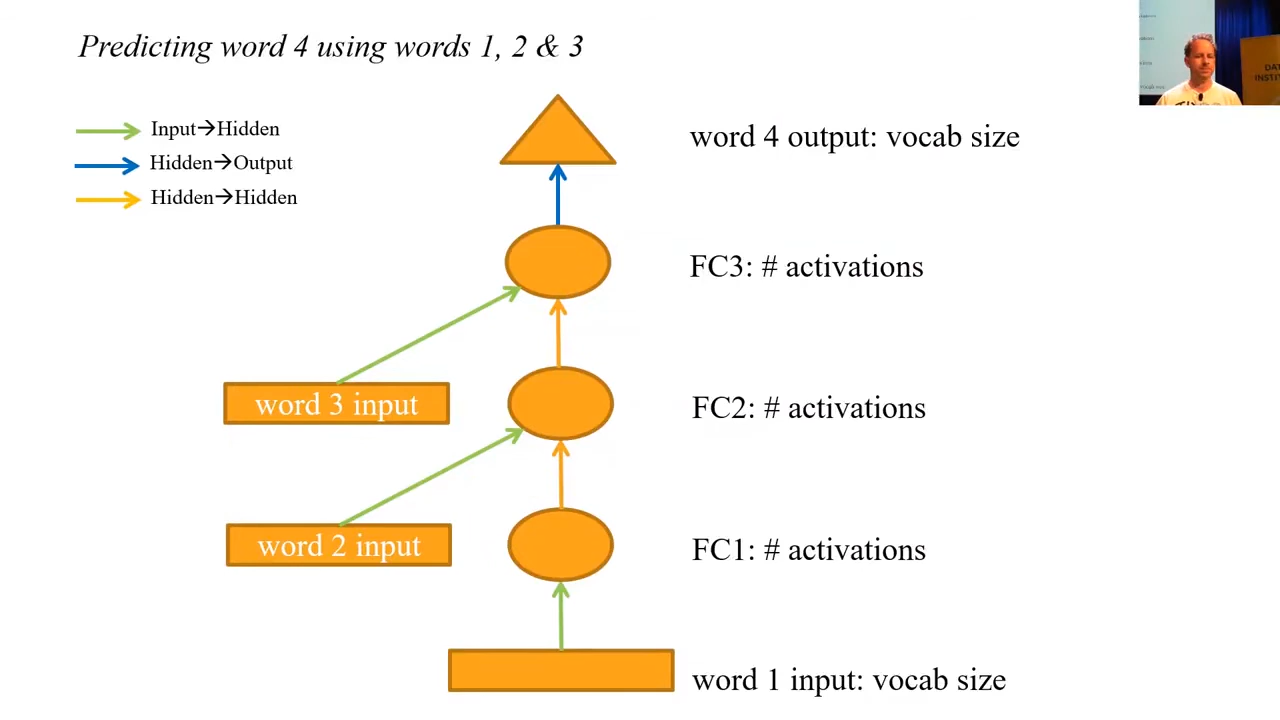 Predicting word 4 using words 1, 2 & 3
Input→Hidden
Hidden→Output
Hidden→Hidden
word 4 output: vocab size
FC3: # activations
word 3 input
FC2: # activations
word 2 input
FC1: # activations
word 1 input: vocab size